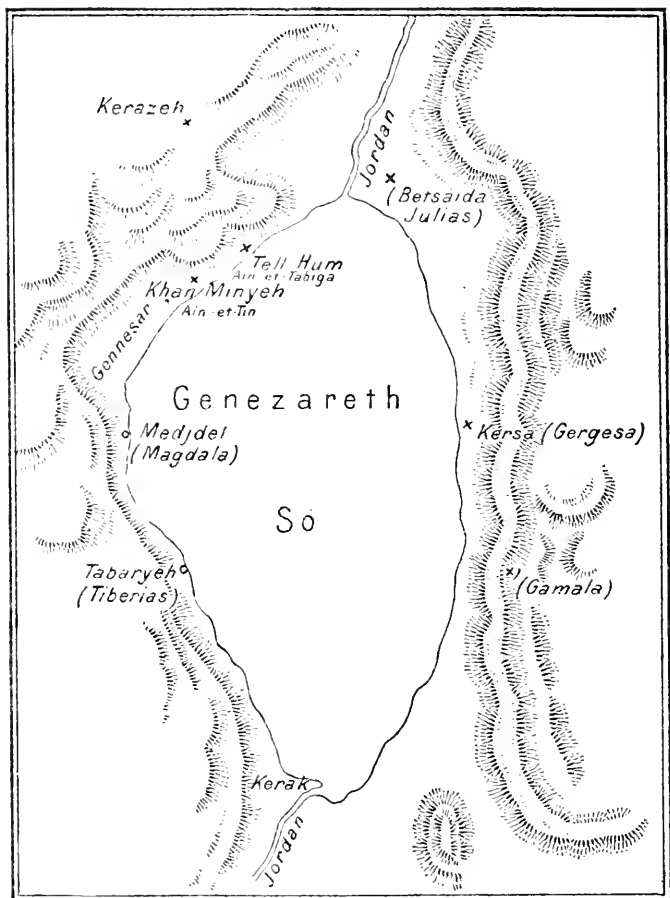 Kerazeh
Jordan
(Betsaida
Julias)
Tell Hum
Ain-et-Tabiga
Khan Minyeh
Ain-et-Tin
Gennesar
Genezareth
Medjdel
(Magdala)
Kersa (Gergesa)
Sö
Tabaryeh
(Tiberias)
(Gamala)
Kerak
Jordan